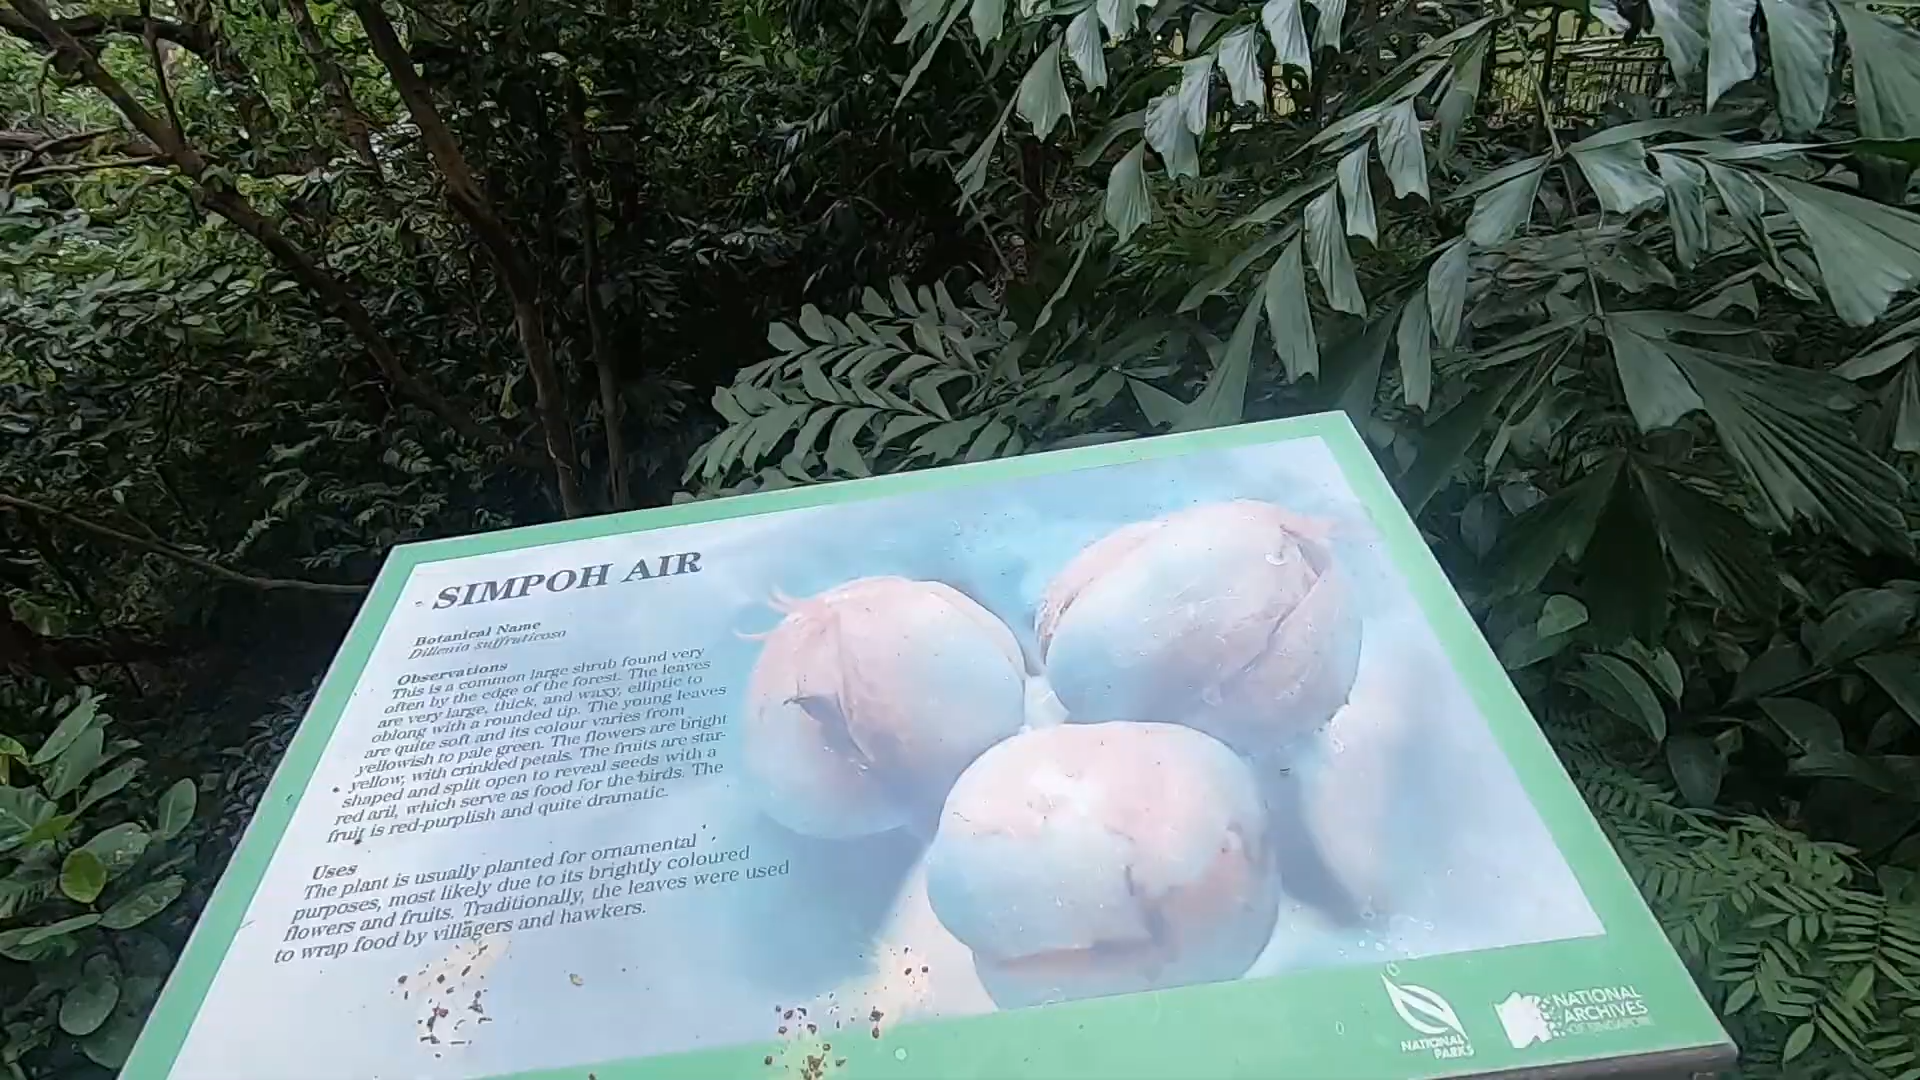 SIMPOH AIR
Botanical Name
Dillenia suffruticosa
Observations
This is a common large shrub found very
often by the edge of the forest. The leaves
are very large, thick, and waxy, elliptic to
oblong with a rounded tip. The young leaves
are quite soft and its colour varies from
yellowish to pale green. The flowers are bright
yellow, with crinkled petals. The fruits are star-
shaped and split open to reveal seeds with a
red aril, which serve as food for the birds. The
fruit is red-purplish and quite dramatic.
Uses
The plant is usually planted for ornamental
purposes, most likely due to its brightly coloured
flowers and fruits. Traditionally, the leaves were used
to wrap food by villagers and hawkers.
NATIONAL
PARKS
NATIONAL
ARCHIVES
OF SINGAPORE